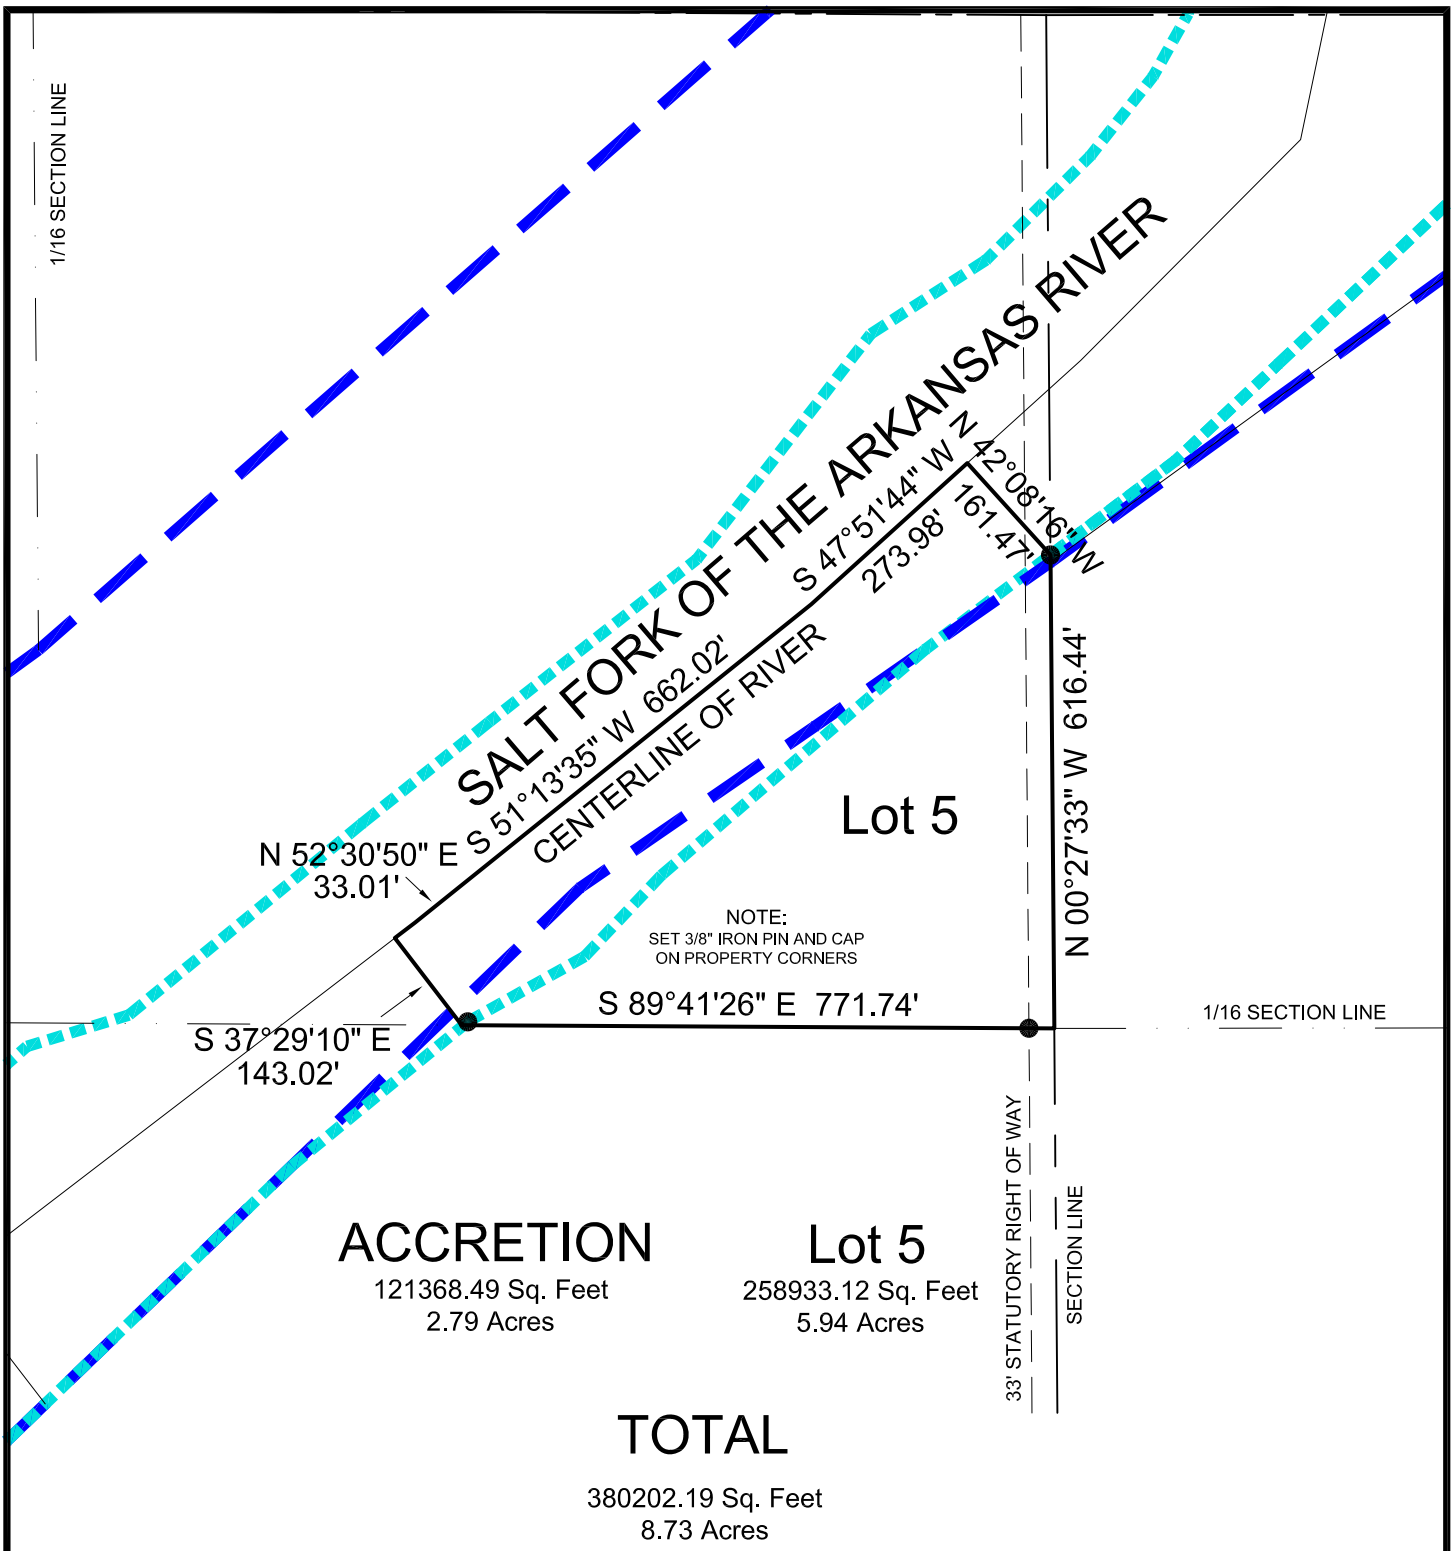 1/16 SECTION LINE
SALT FORK OF THE ARKANSAS RIVER
N 42°08'16" W
161.47'
S 47°51'44" W
273.98'
S 51°13'35" W 662.02'
CENTERLINE OF RIVER
N 00°27'33" W 616.44'
Lot 5
N 52°30'50" E
33.01'
NOTE:
SET 3/8" IRON PIN AND CAP
ON PROPERTY CORNERS
S 89°41'26" E 771.74'
1/16 SECTION LINE
S 37°29'10" E
143.02'
33' STATUTORY RIGHT OF WAY
SECTION LINE
ACCRETION
121368.49 Sq. Feet
2.79 Acres
Lot 5
258933.12 Sq. Feet
5.94 Acres
TOTAL
380202.19 Sq. Feet
8.73 Acres